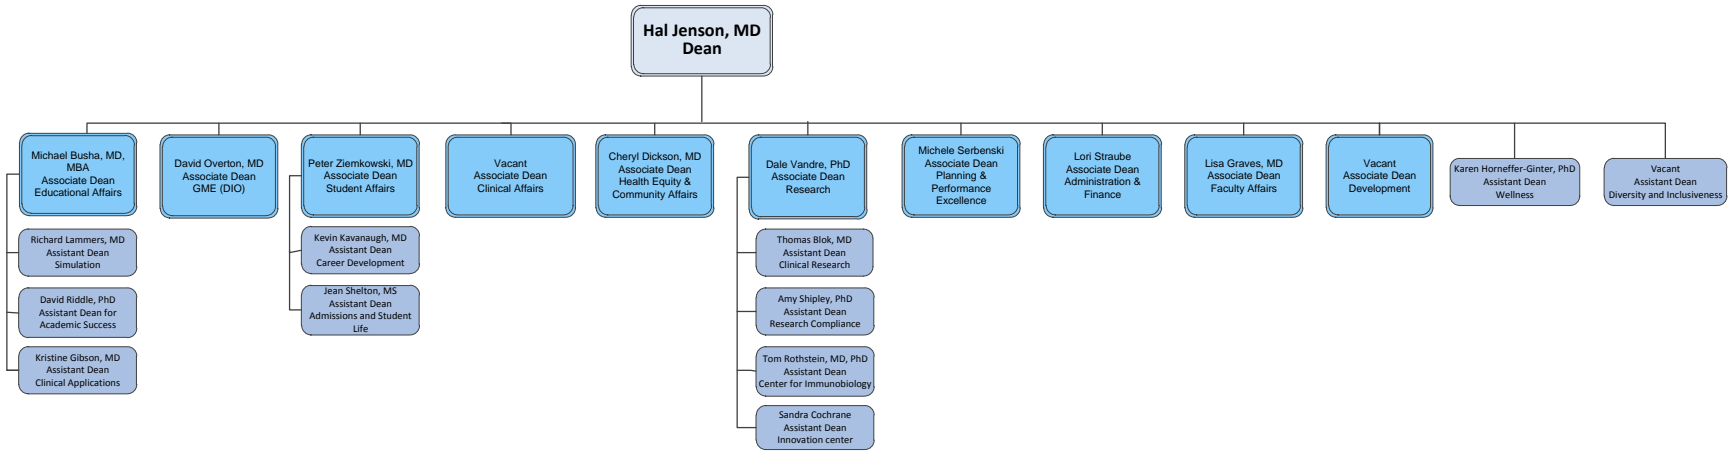 Hal Jenson, MD
Dean
Michael Busha, MD,
MBA
Associate Dean
Educational Affairs
David Overton, MD
Associate Dean
GME (DIO)
Peter Ziemkowski, MD
Associate Dean
Student Affairs
Vacant
Associate Dean
Clinical Affairs
Cheryl Dickson, MD
Associate Dean
Health Equity &
Community Affairs
Dale Vandre, PhD
Associate Dean
Research
Michele Serbenski
Associate Dean
Planning &
Performance
Excellence
Lori Straube
Associate Dean
Administration &
Finance
Lisa Graves, MD
Associate Dean
Faculty Affairs
Vacant
Associate Dean
Development
Karen Horneffer-Ginter, PhD
Assistant Dean
Wellness
Vacant
Assistant Dean
Diversity and Inclusiveness
Richard Lammers, MD
Assistant Dean
Simulation
David Riddle, PhD
Assistant Dean for
Academic Success
Kristine Gibson, MD
Assistant Dean
Clinical Applications
Kevin Kavanaugh, MD
Assistant Dean
Career Development
Jean Shelton, MS
Assistant Dean
Admissions and Student
Life
Thomas Blok, MD
Assistant Dean
Clinical Research
Amy Shipley, PhD
Assistant Dean
Research Compliance
Tom Rothstein, MD, PhD
Assistant Dean
Center for Immunobiology
Sandra Cochrane
Assistant Dean
Innovation center